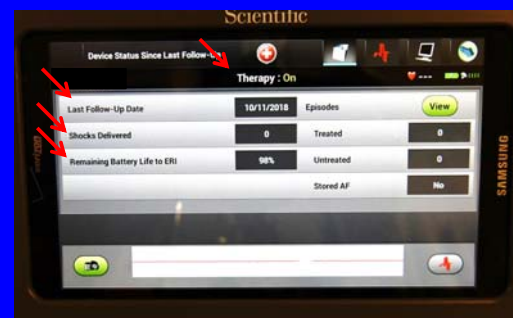 Scientific
Device Status Since Last Follow-Up
Therapy : On
---
Last Follow-Up Date 10/11/2018 Episodes View
Shocks Delivered 0 Treated 0
Remaining Battery Life to ERI 98% Untreated 0
Stored AF No
SAMSUNG